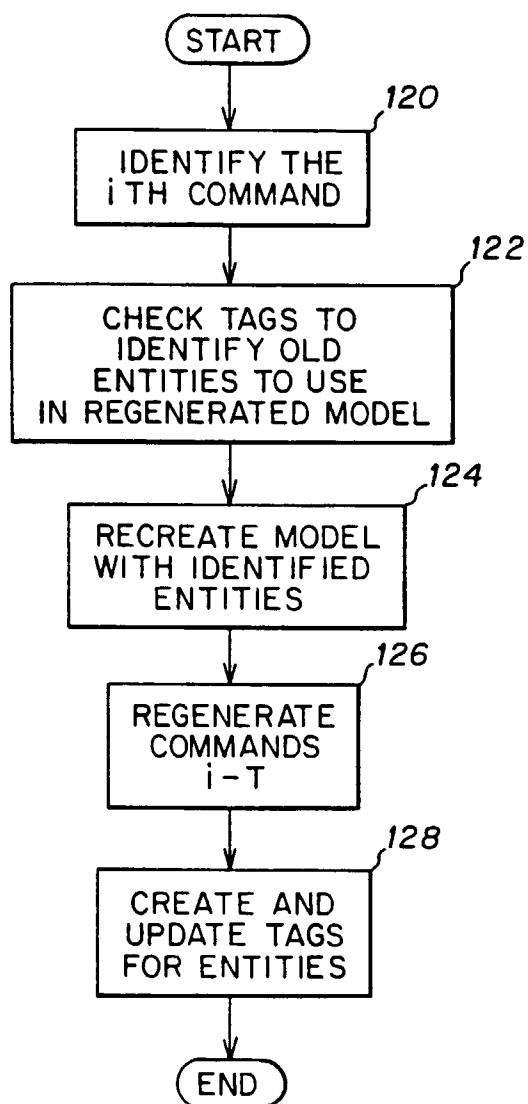 START
120
IDENTIFY THE
i TH COMMAND
122
CHECK TAGS TO
IDENTIFY OLD
ENTITIES TO USE
IN REGENERATED MODEL
124
RECREATE MODEL
WITH IDENTIFIED
ENTITIES
126
REGENERATE
COMMANDS
i-T
128
CREATE AND
UPDATE TAGS
FOR ENTITIES
END